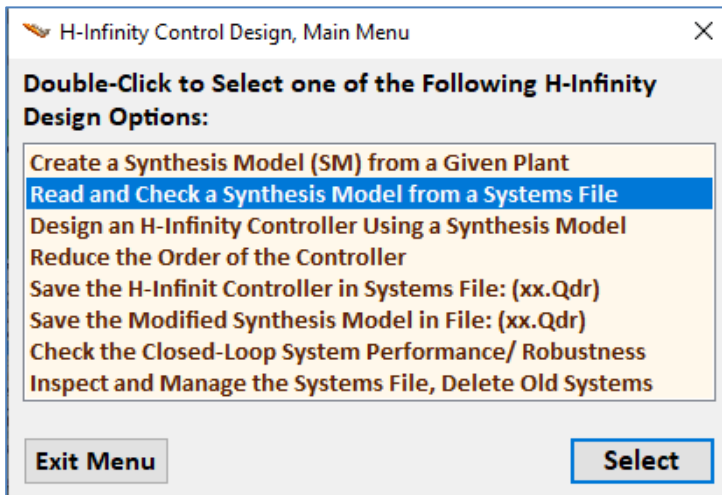 H-Infinity Control Design, Main Menu
Double-Click to Select one of the Following H-Infinity
Design Options:
Create a Synthesis Model (SM) from a Given Plant
Read and Check a Synthesis Model from a Systems File
Design an H-Infinity Controller Using a Synthesis Model
Reduce the Order of the Controller
Save the H-Infinit Controller in Systems File: (xx.Qdr)
Save the Modified Synthesis Model in File: (xx.Qdr)
Check the Closed-Loop System Performance/ Robustness
Inspect and Manage the Systems File, Delete Old Systems
Exit Menu Select